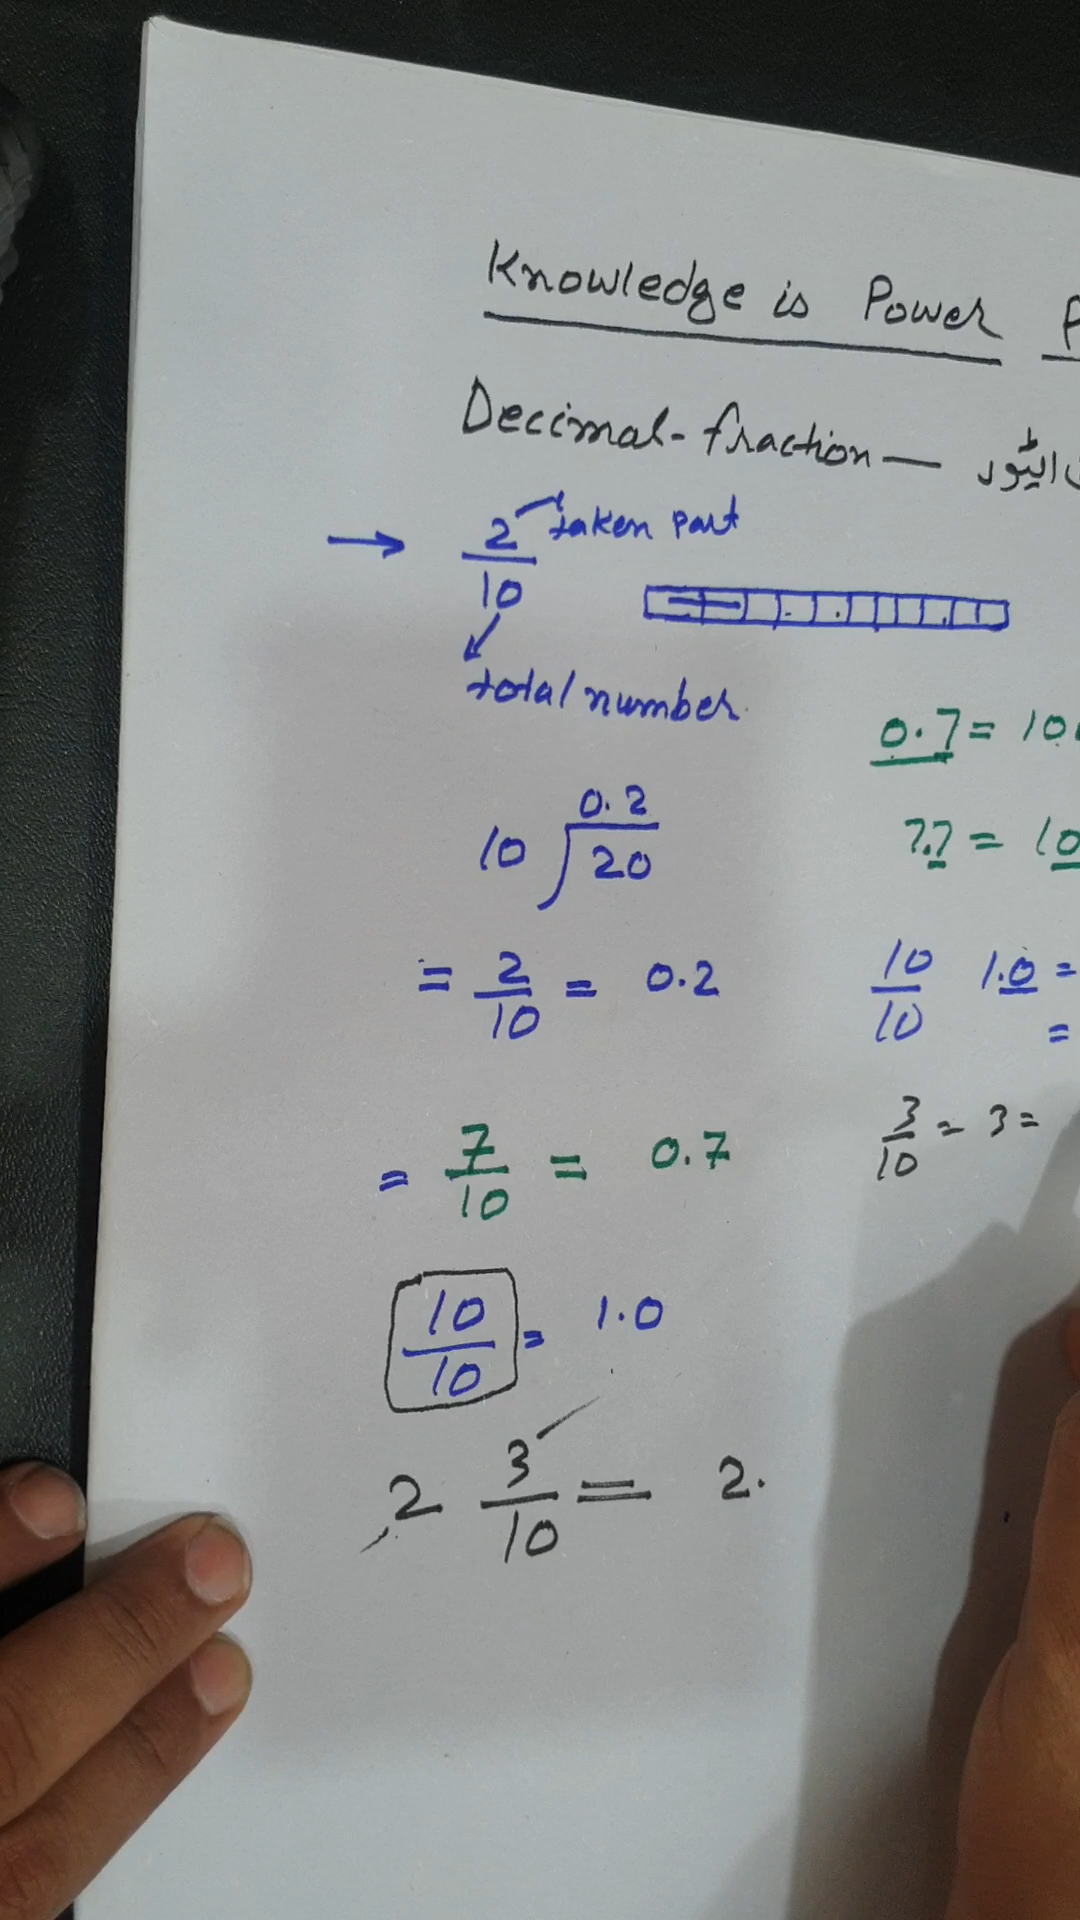 Knowledge is Power P
Decimal-fraction —
→ 2/10 taken part
total number
0.7 = 10
0.2
10 ) 20
7.7 = 10
= 2/10 = 0.2
10/10 1.0 =
=
3/10 = 3 =
= 7/10 = 0.7
10/10 = 1.0
2 3/10 = 2.